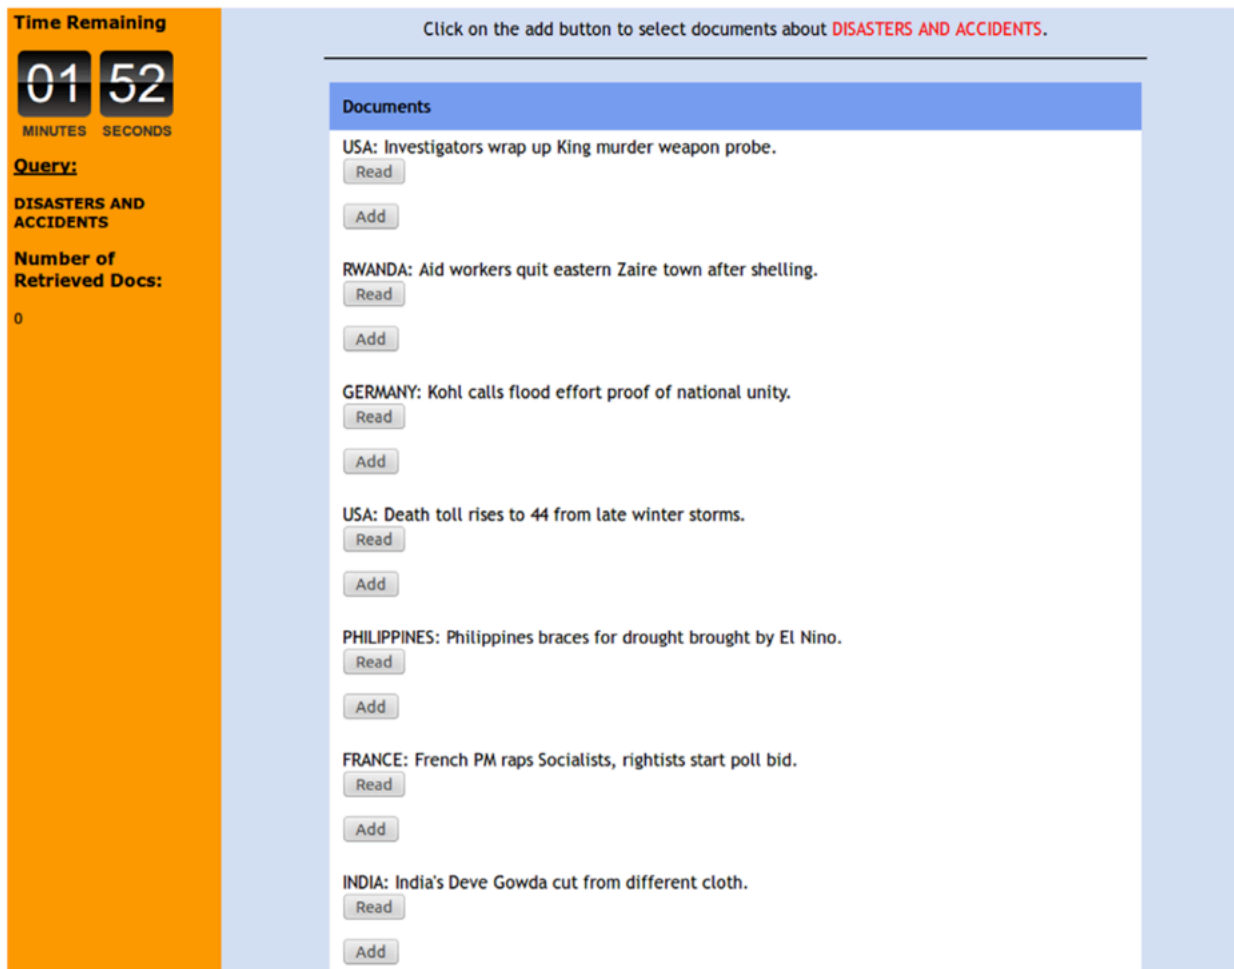 Time Remaining
01 52
MINUTES SECONDS
Query:
DISASTERS AND
ACCIDENTS
Number of
Retrieved Docs:
0
Click on the add button to select documents about DISASTERS AND ACCIDENTS.
Documents
USA: Investigators wrap up King murder weapon probe.
Read
Add
RWANDA: Aid workers quit eastern Zaire town after shelling.
Read
Add
GERMANY: Kohl calls flood effort proof of national unity.
Read
Add
USA: Death toll rises to 44 from late winter storms.
Read
Add
PHILIPPINES: Philippines braces for drought brought by El Nino.
Read
Add
FRANCE: French PM raps Socialists, rightists start poll bid.
Read
Add
INDIA: India's Deve Gowda cut from different cloth.
Read
Add